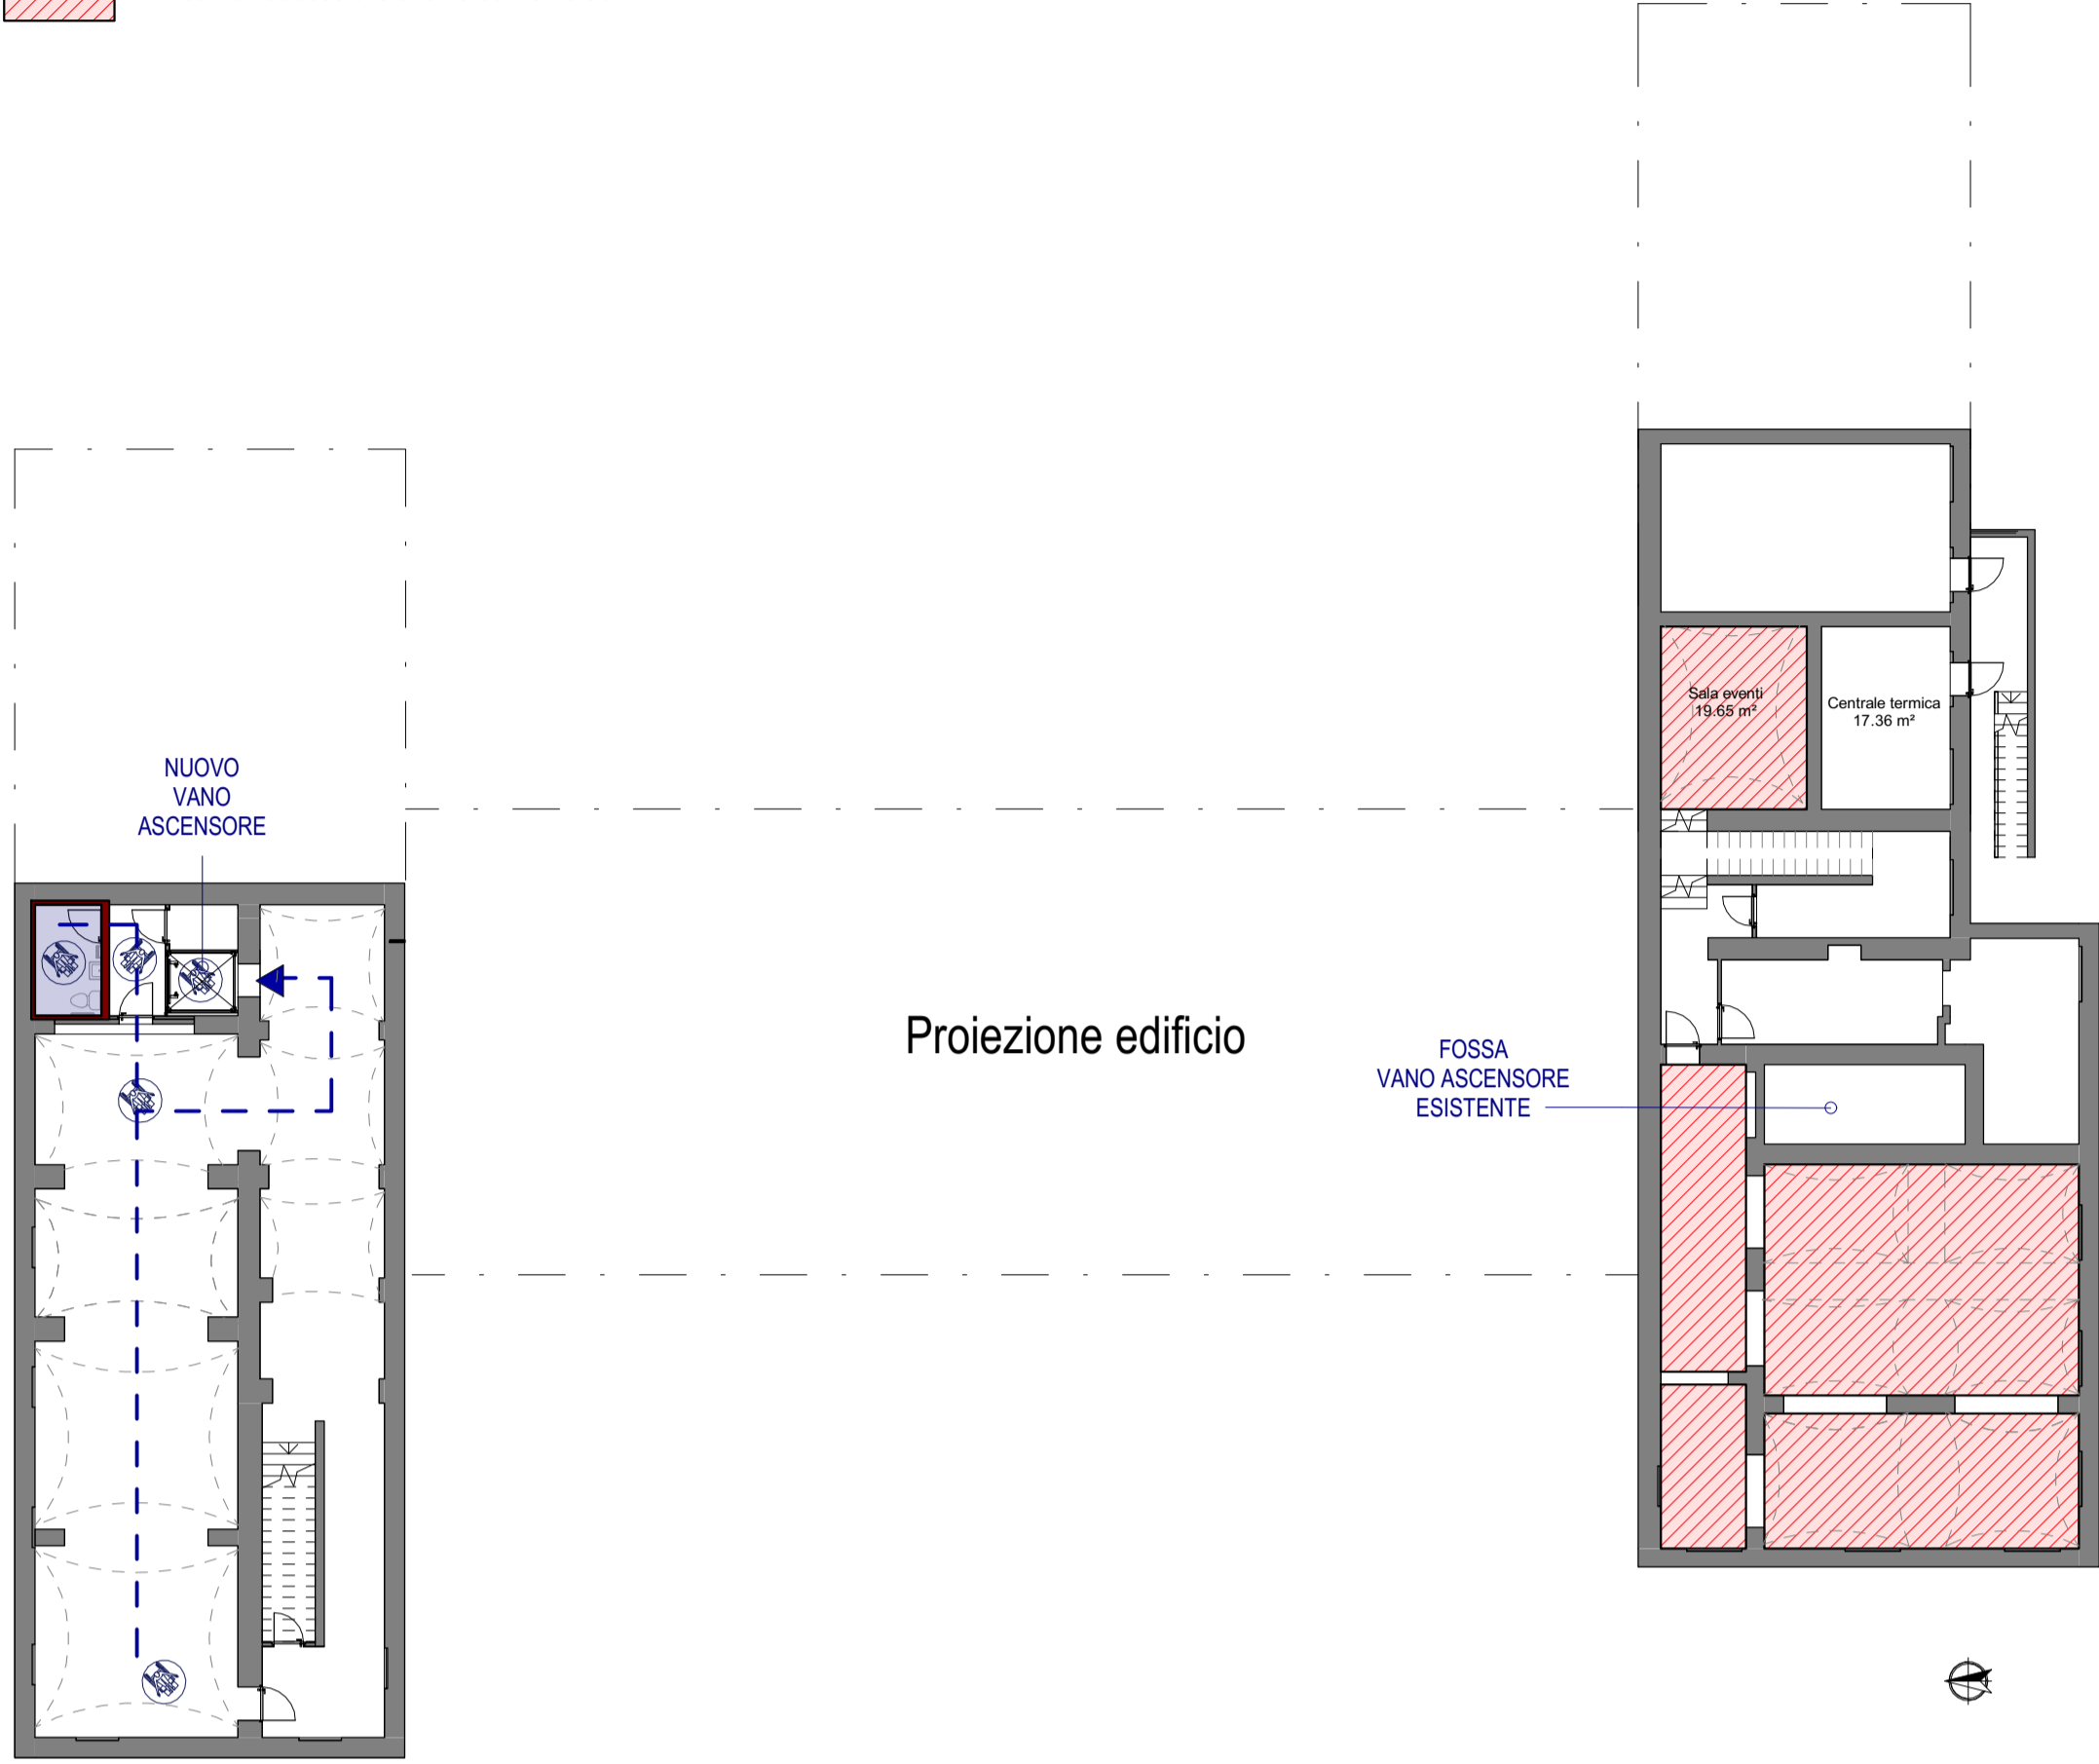 NUOVO
VANO
ASCENSORE
Sala eventi
19.65 m²
Centrale termica
17.36 m²
Proiezione edificio
FOSSA
VANO ASCENSORE
ESISTENTE